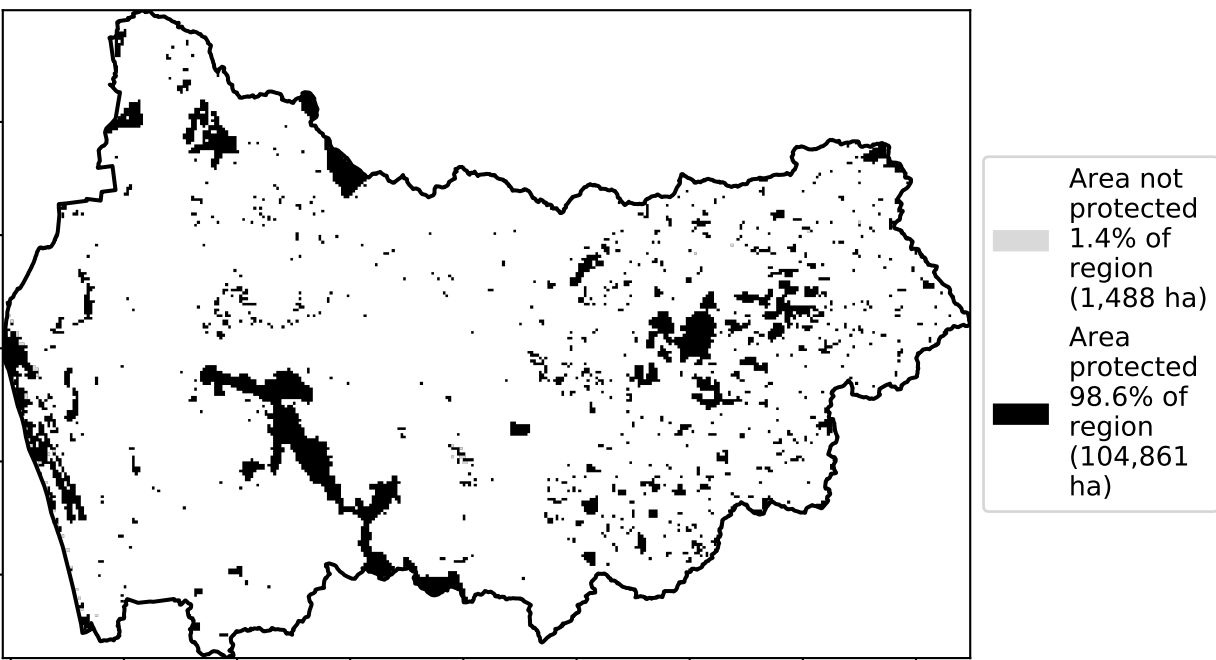 Area not
protected
1.4% of
region
(1,488 ha)
Area
protected
98.6% of
region
(104,861
ha)